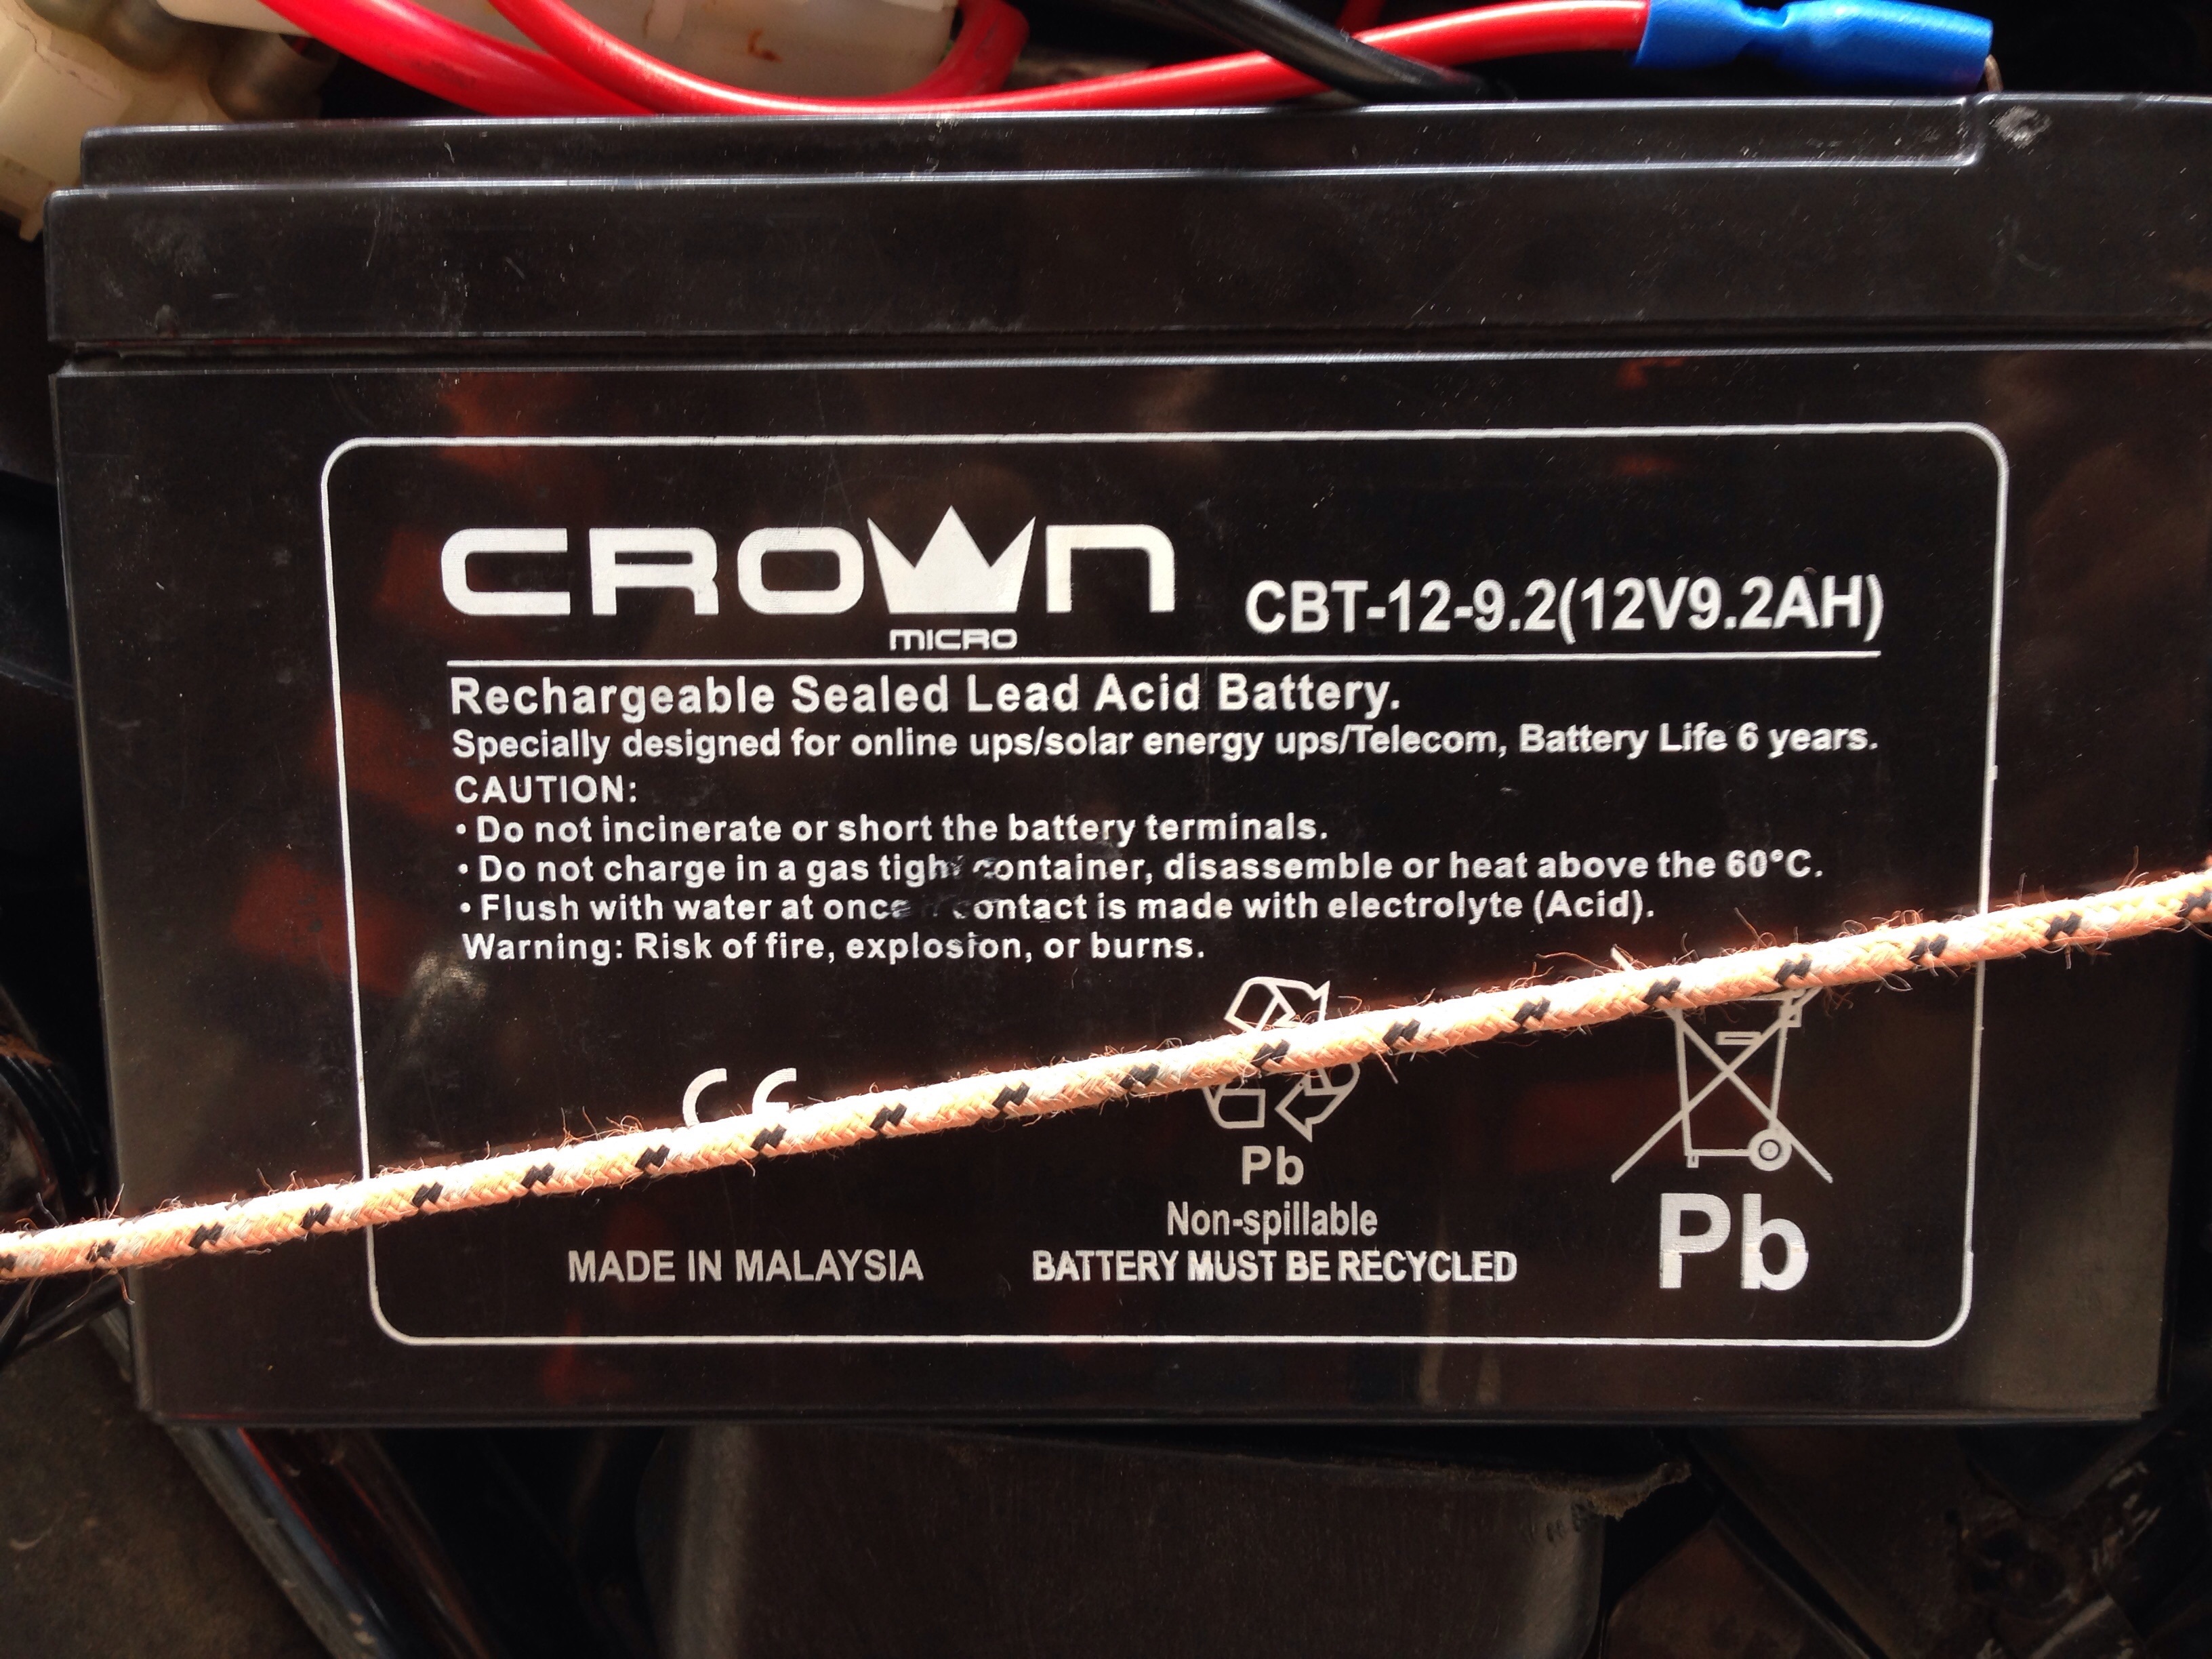 CROWN
MICRO
CBT-12-9.2(12V9.2AH)
Rechargeable Sealed Lead Acid Battery.
Specially designed for online ups/solar energy ups/Telecom, Battery Life 6 years.
CAUTION:
• Do not incinerate or short the battery terminals.
• Do not charge in a gas tight container, disassemble or heat above the 60°C.
• Flush with water at once contact is made with electrolyte (Acid).
Warning: Risk of fire, explosion, or burns.
CE
Pb
Non-spillable
MADE IN MALAYSIA
BATTERY MUST BE RECYCLED
Pb